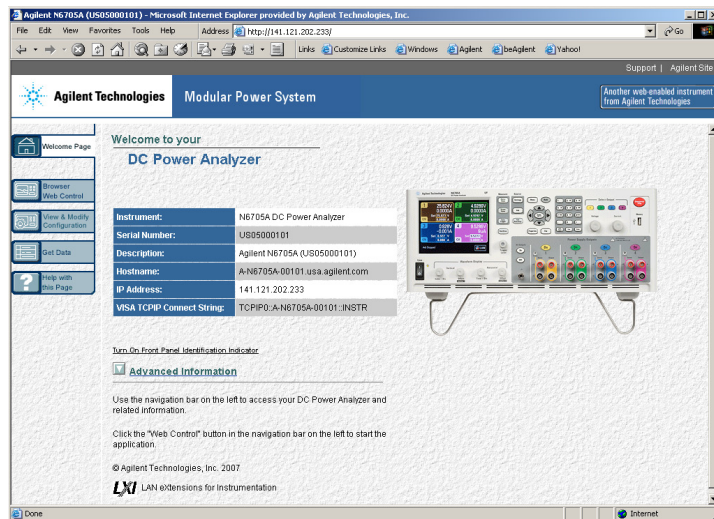 Agilent N6705A (US05000101) - Microsoft Internet Explorer provided by Agilent Technologies, Inc.
File Edit View Favorites Tools Help Address http://141.121.202.233/ Go
Links Customize Links Windows Agilent beAgilent Yahoo!
Support | Agilent Site
Agilent Technologies Modular Power System
Another web-enabled instrument
from Agilent Technologies
Welcome Page
Browser
Web Control
View & Modify
Configuration
Get Data
Help with
this Page
Welcome to your
DC Power Analyzer
Instrument: N6705A DC Power Analyzer
Serial Number: US05000101
Description: Agilent N6705A (US05000101)
Hostname: A-N6705A-00101.usa.agilent.com
IP Address: 141.121.202.233
VISA TCPIP Connect String: TCPIP0::A-N6705A-00101::INSTR
Turn On Front Panel Identification Indicator
Advanced Information
Use the navigation bar on the left to access your DC Power Analyzer and
related information.
Click the "Web Control" button in the navigation bar on the left to start the
application.
© Agilent Technologies, Inc. 2007
LXI LAN eXtensions for Instrumentation
Done Internet